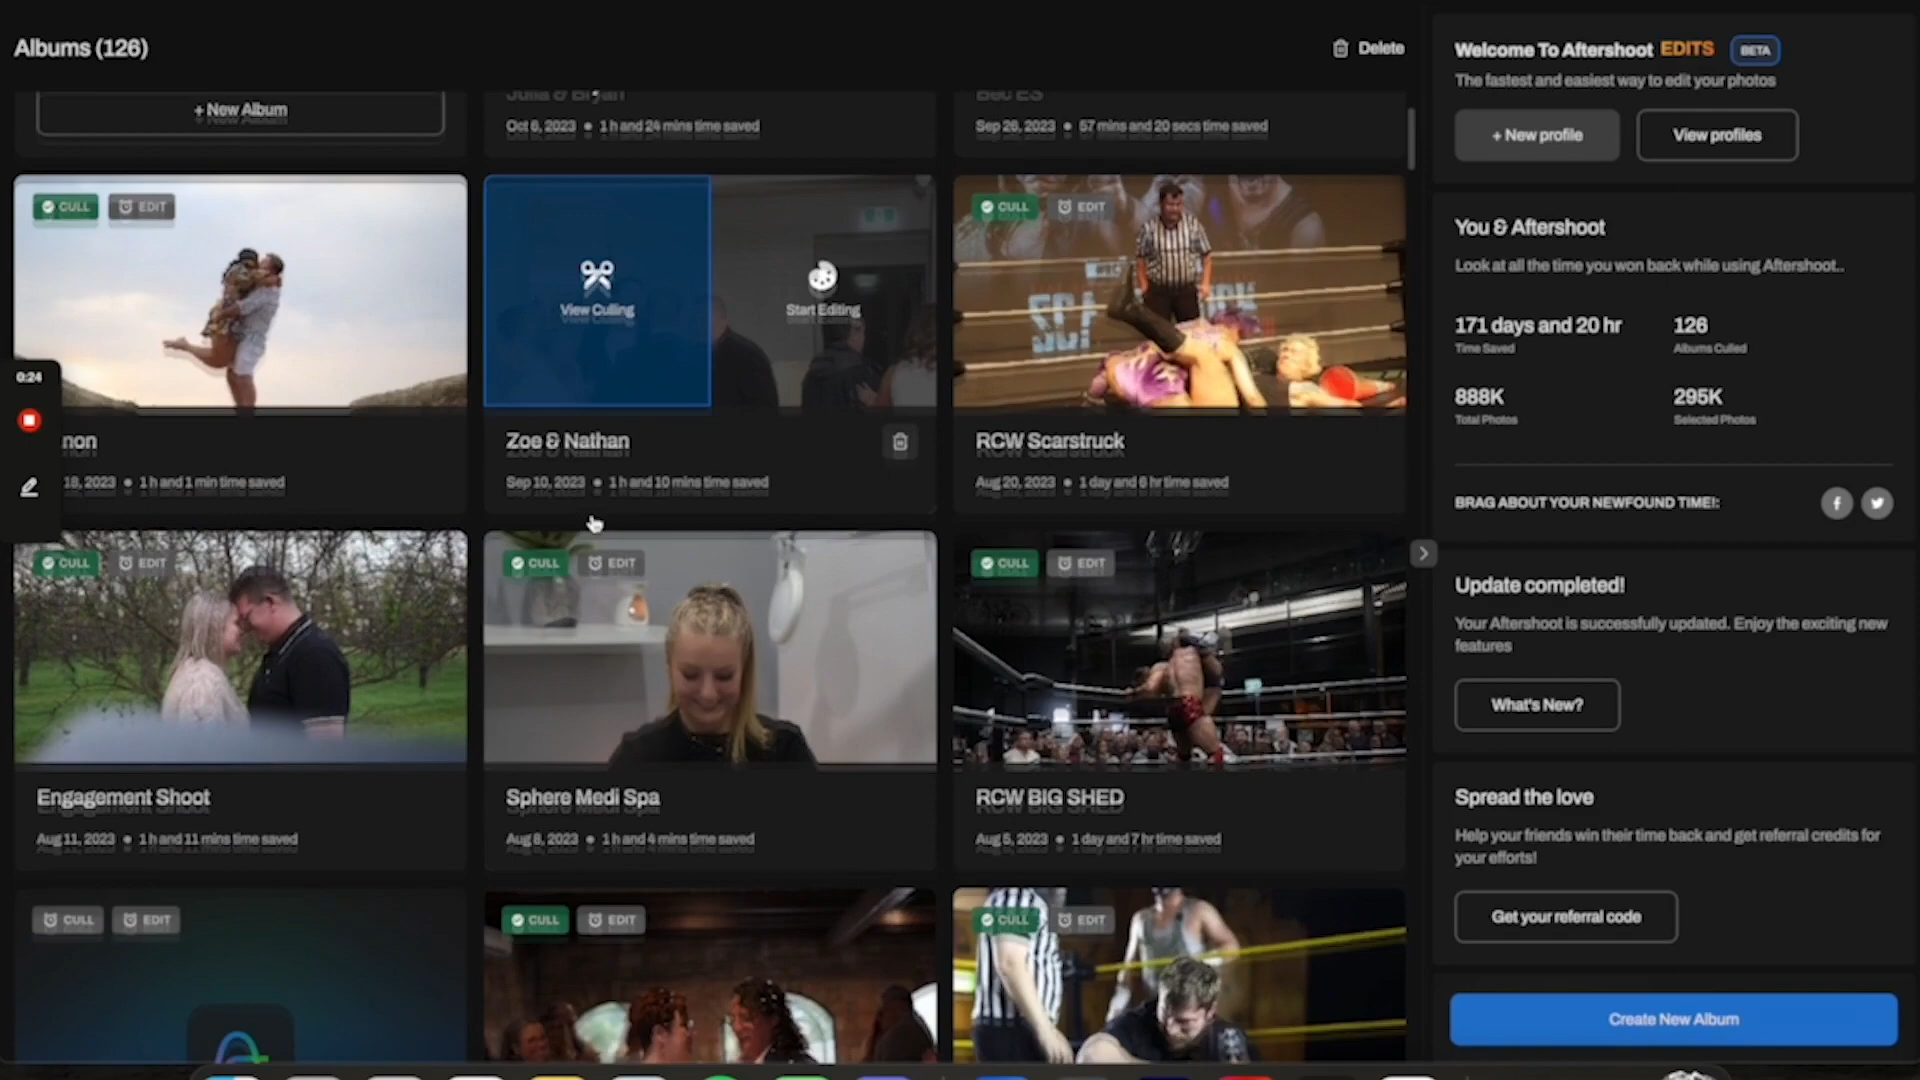 Albums (126)
Delete
+ New Album
Julia & Bryan
Oct 6, 2023 • 1 h and 24 mins time saved
Bec ES
Sep 26, 2023 • 57 mins and 20 secs time saved
CULL
EDIT
View Culling
Start Editing
CULL
EDIT
0:24
non
18, 2023 • 1 h and 1 min time saved
Zoe & Nathan
Sep 10, 2023 • 1 h and 10 mins time saved
RCW Scarstruck
Aug 20, 2023 • 1 day and 6 hr time saved
CULL
EDIT
CULL
EDIT
CULL
EDIT
Engagement Shoot
Aug 11, 2023 • 1 h and 11 mins time saved
Sphere Medi Spa
Aug 8, 2023 • 1 h and 4 mins time saved
RCW BIG SHED
Aug 5, 2023 • 1 day and 7 hr time saved
CULL
EDIT
CULL
EDIT
CULL
EDIT
Welcome To Aftershoot EDITS BETA
The fastest and easiest way to edit your photos
+ New profile
View profiles
You & Aftershoot
Look at all the time you won back while using Aftershoot..
171 days and 20 hr
Time Saved
126
Albums Culled
888K
Total Photos
295K
Selected Photos
BRAG ABOUT YOUR NEWFOUND TIME!:
Update completed!
Your Aftershoot is successfully updated. Enjoy the exciting new
features
What's New?
Spread the love
Help your friends win their time back and get referral credits for
your efforts!
Get your referral code
Create New Album